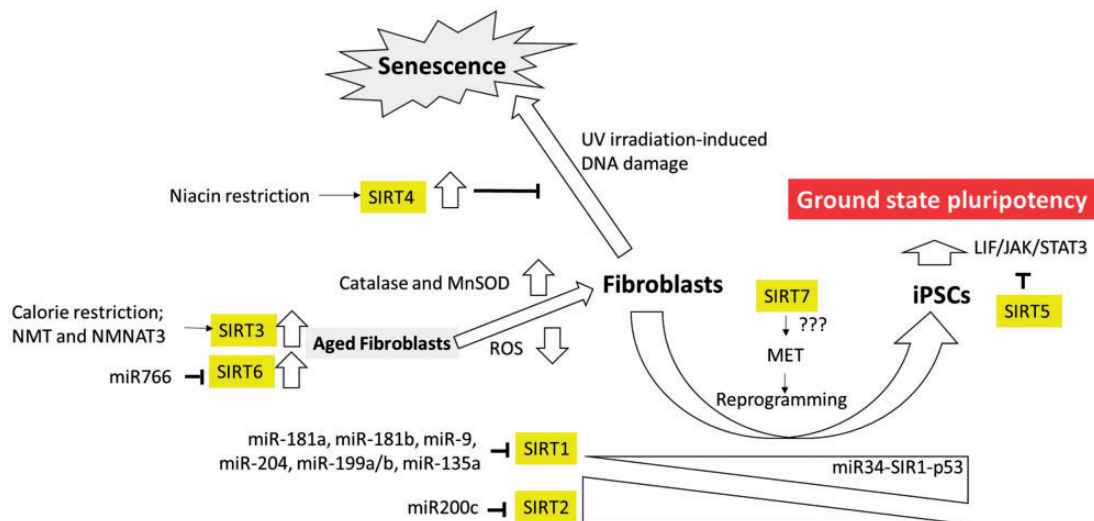 Senescence
UV irradiation-induced
DNA damage
Niacin restriction
SIRT4
Ground state pluripotency
LIF/JAK/STAT3
Catalase and MnSOD
Fibroblasts
SIRT7
iPSCs
SIRT5
Calorie restriction;
NMT and NMNAT3
SIRT3
???
Aged Fibroblasts
ROS
MET
miR766
SIRT6
Reprogramming
miR-181a, miR-181b, miR-9,
miR-204, miR-199a/b, miR-135a
SIRT1
miR34-SIR1-p53
miR200c
SIRT2